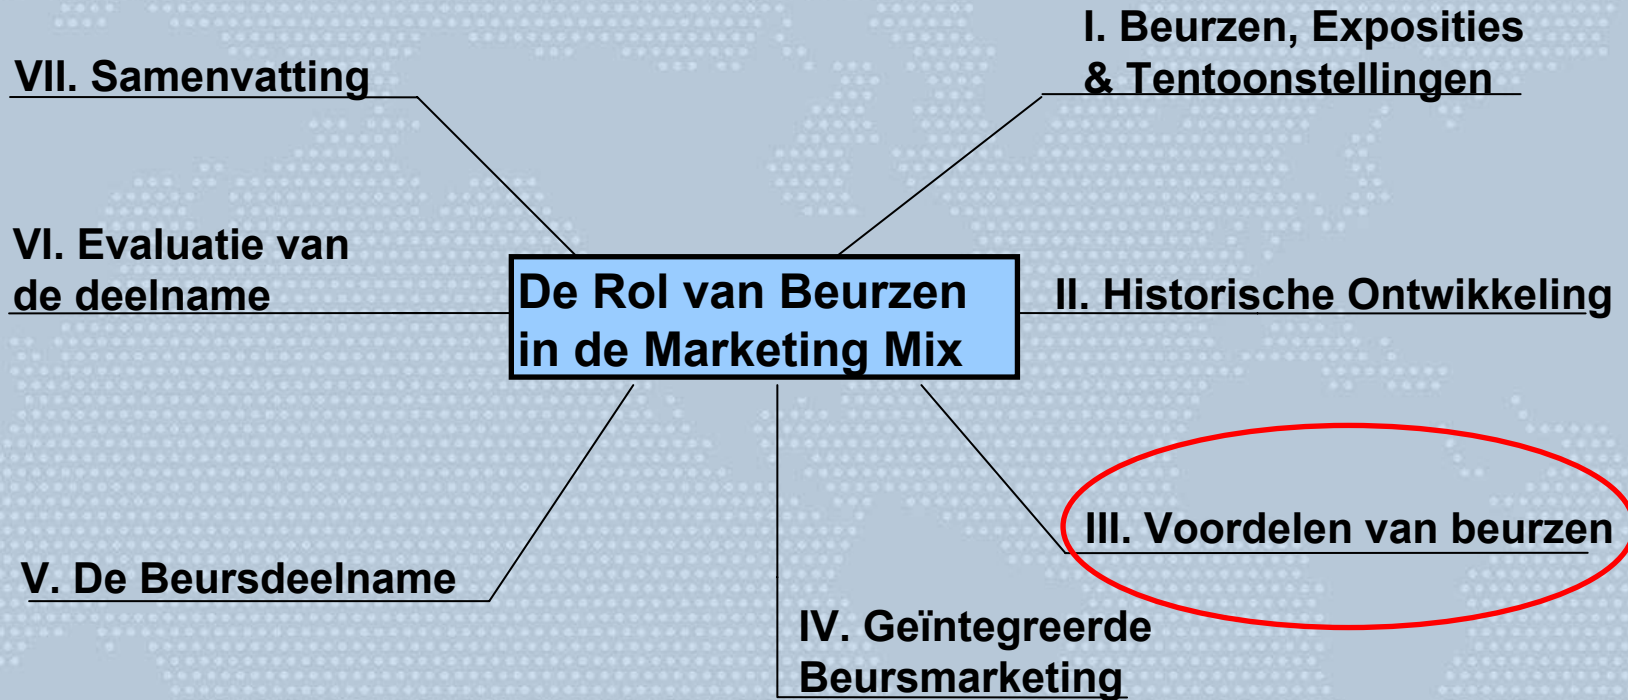 De Rol van Beurzen
in de Marketing Mix
I. Beurzen, Exposities
& Tentoonstellingen
II. Historische Ontwikkeling
III. Voordelen van beurzen
IV. Geïntegreerde
Beursmarketing
V. De Beursdeelname
VI. Evaluatie van
de deelname
VII. Samenvatting